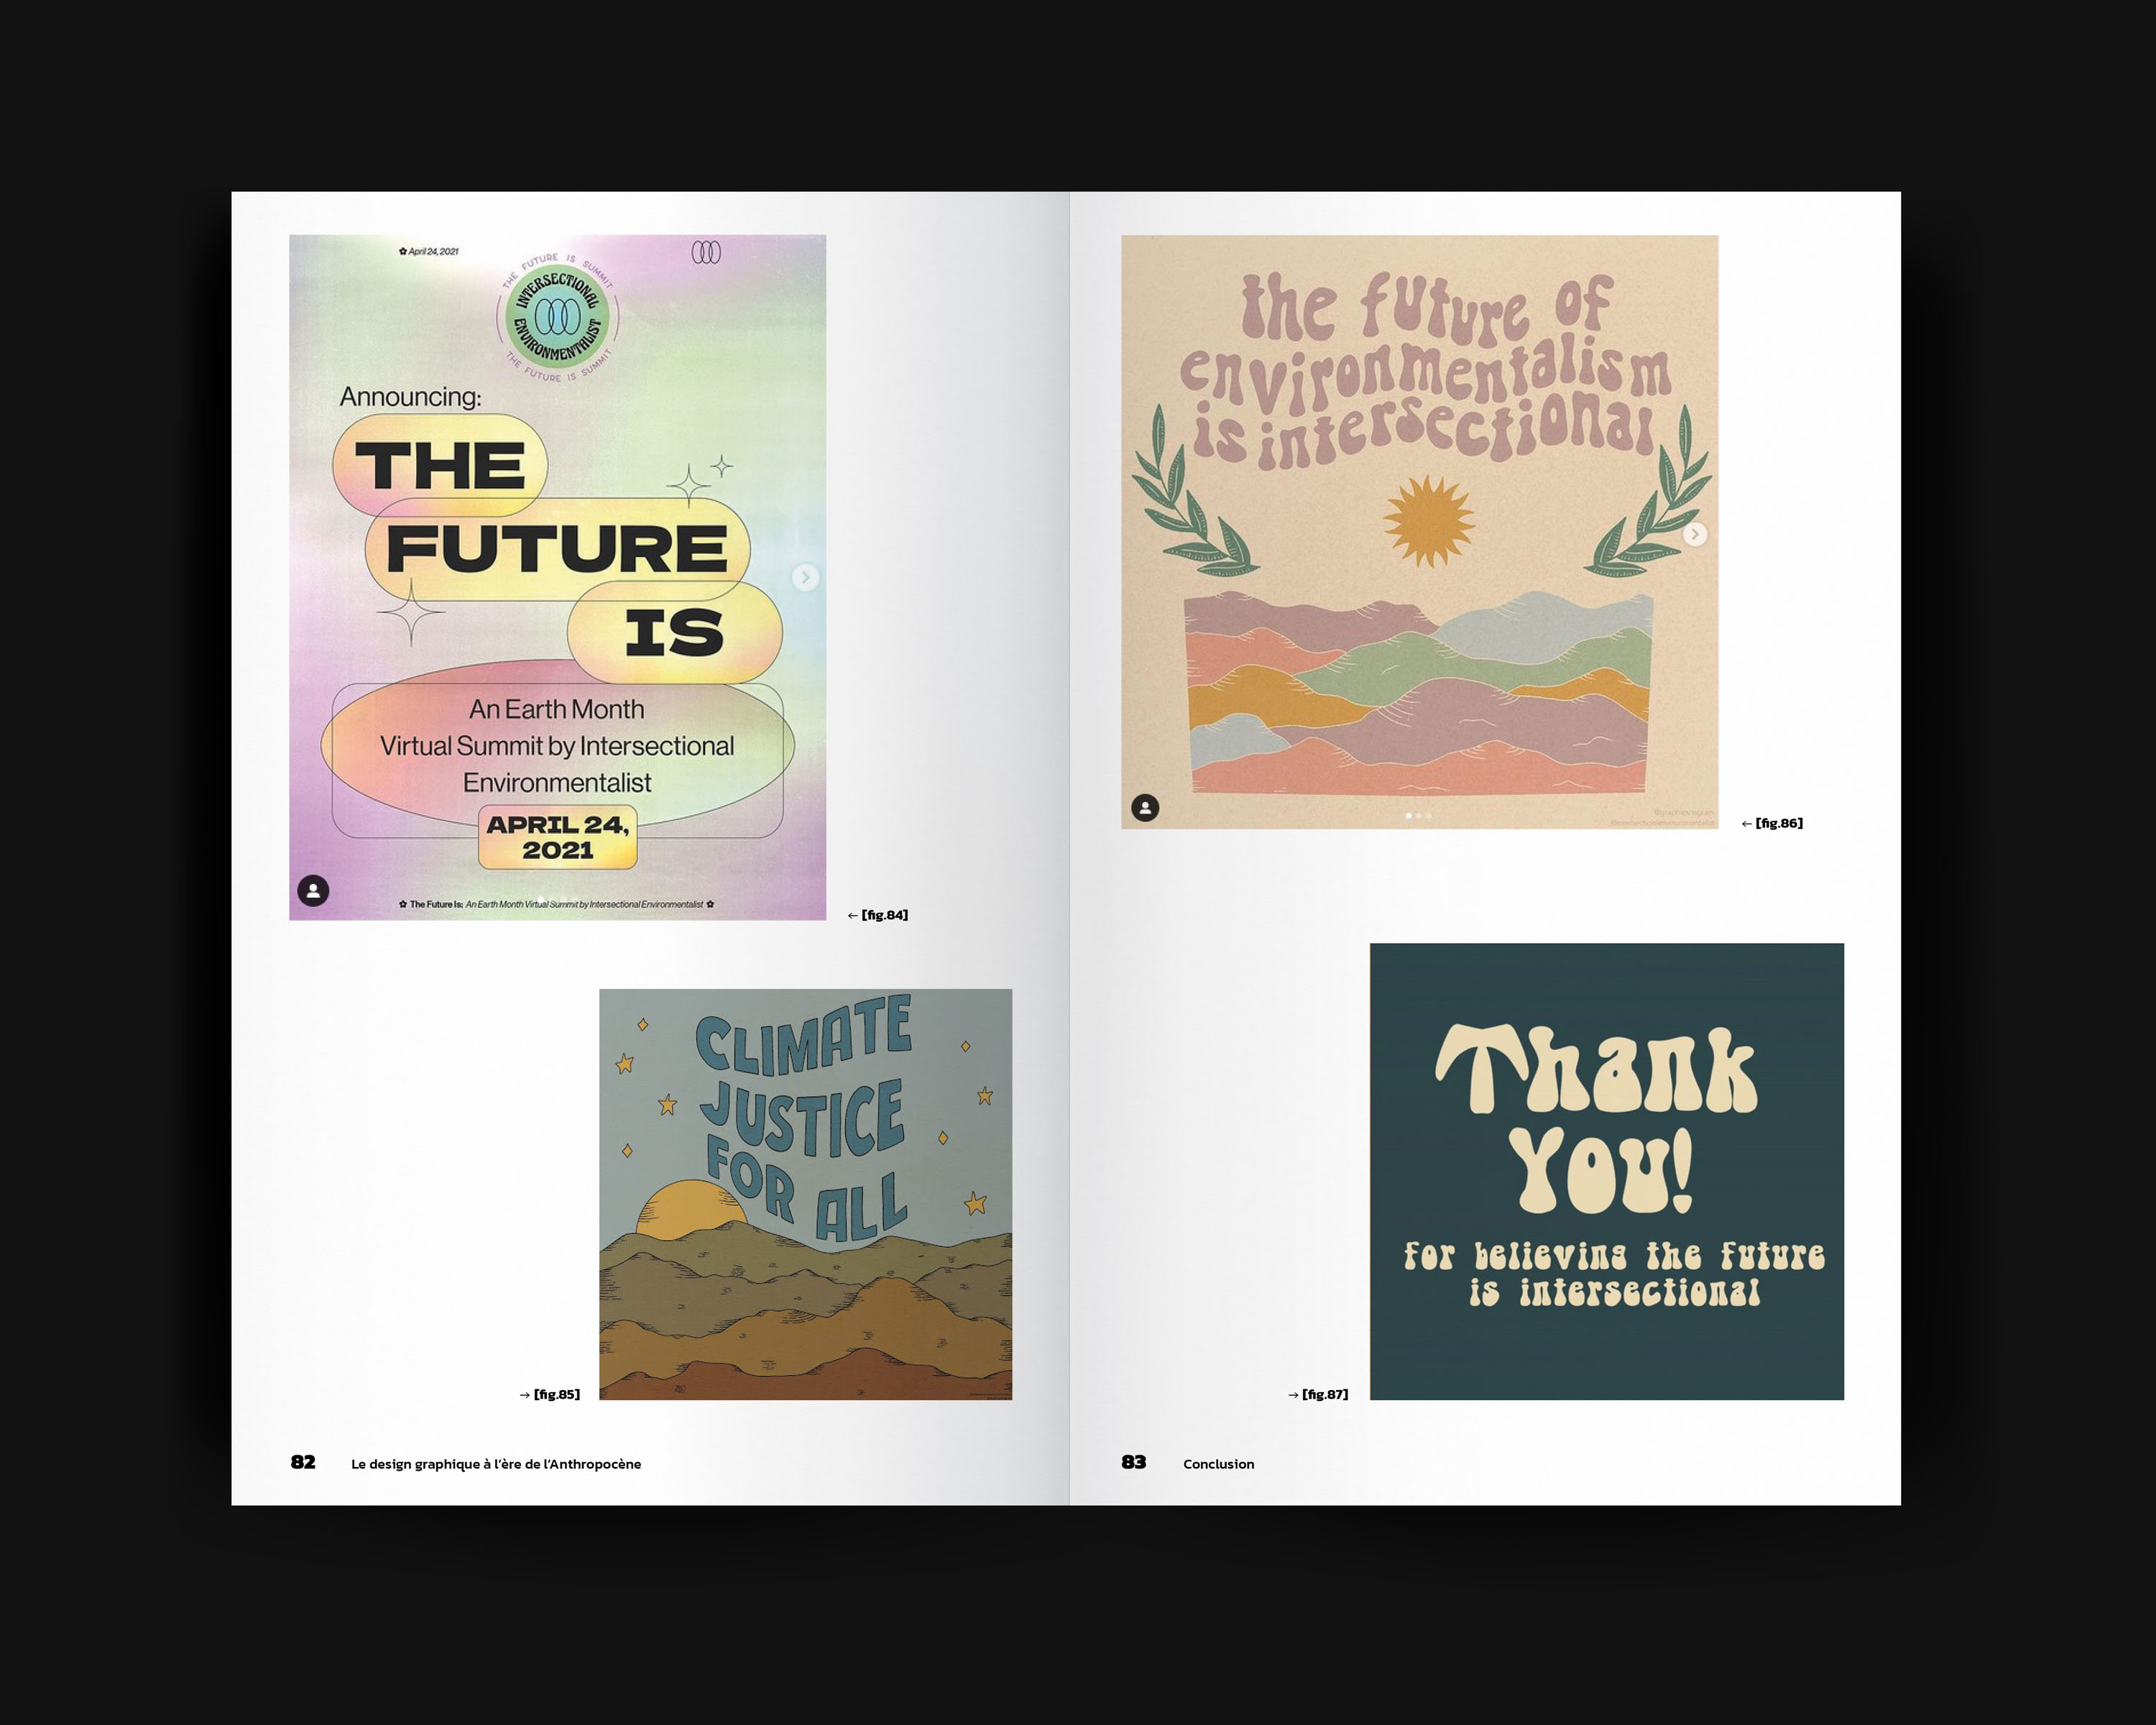 ✿ April 24, 2021
THE FUTURE IS SUMMIT
INTERSECTIONAL
ENVIRONMENTALIST
THE FUTURE IS SUMMIT
Announcing:
THE
FUTURE
IS
An Earth Month
Virtual Summit by Intersectional
Environmentalist
APRIL 24,
2021
✿ The Future Is: An Earth Month Virtual Summit by Intersectional Environmentalist ✿
← [fig.84]
CLIMATE
JUSTICE
FOR ALL
→ [fig.85]
82 Le design graphique à l'ère de l'Anthropocène
the future of
environmentalism
is intersectional
← [fig.86]
Thank
You!
for believing the future
is intersectional
→ [fig.87]
83 Conclusion